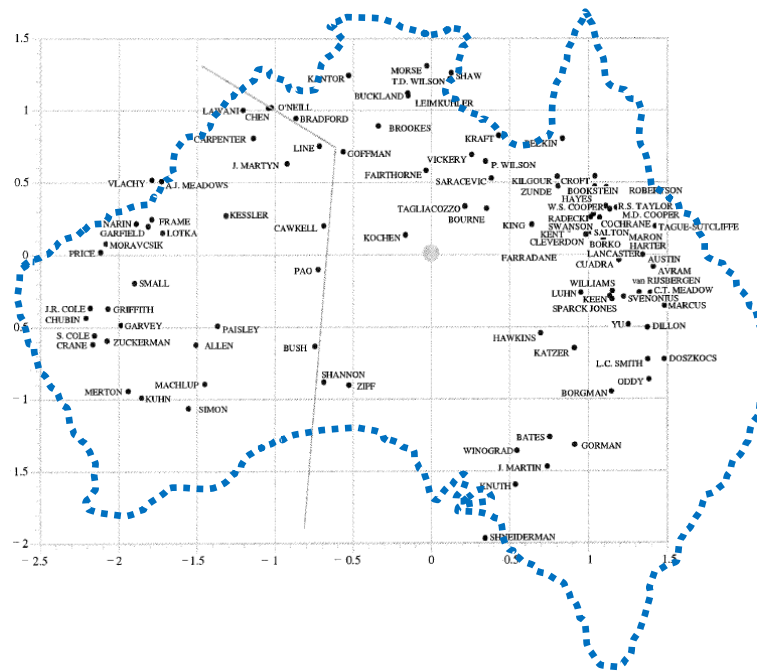 1.5
MORSE
SHAW
KANTOR
T.D. WILSON
BUCKLAND
LEIMKUHLER
1
LAWANI
O'NEILL
CHEN
BRADFORD
BROOKES
CARPENTER
KRAFT
BELKIN
LINE
GOFFMAN
VICKERY
P. WILSON
J. MARTYN
FAIRTHORNE
SARACEVIC
0.5
VLACHY
A.J. MEADOWS
KILGOUR
CROFT
ZUNDE
BOOKSTEIN
ROBERTSON
HAYES
TAGLIACOZZO
W.S. COOPER
R.S. TAYLOR
BOURNE
RADECKI
M.D. COOPER
KESSLER
NARIN
FRAME
GARFIELD
LOTKA
CAWKELL
KING
SWANSON
COCHRANE
TAGUE-SUTCLIFFE
KOCHEN
KENT
SALTON
MARON
MORAVCSIK
CLEVERDON
BORKO
HARTER
PRICE
0
FARRADANE
LANCASTER
AUSTIN
CUADRA
AVRAM
PAO
SMALL
WILLIAMS
van RIJSBERGEN
LUHN
KEEN
C.T. MEADOW
SVENONIUS
J.R. COLE
GRIFFITH
SPARCK JONES
MARCUS
CHUBIN
GARVEY
PAISLEY
YU
DILLON
-0.5
S. COLE
HAWKINS
CRANE
ZUCKERMAN
ALLEN
BUSH
KATZER
L.C. SMITH
DOSZKOCS
SHANNON
ODDY
MACHLUP
ZIPF
MERTON
BORGMAN
KUHN
-1
SIMON
BATES
GORMAN
WINOGRAD
-1.5
J. MARTIN
KNUTH
SHNEIDERMAN
-2
-2.5 -2 -1.5 -1 -0.5 0 0.5 1 1.5